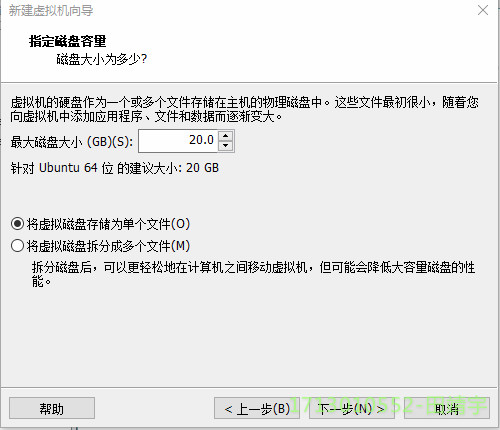 新建虚拟机向导
指定磁盘容量
磁盘大小为多少?
虚拟机的硬盘作为一个或多个文件存储在主机的物理磁盘中。这些文件最初很小，随着您
向虚拟机中添加应用程序、文件和数据而逐渐变大。
最大磁盘大小 (GB)(S): 20.0
针对 Ubuntu 64 位 的建议大小: 20 GB
将虚拟磁盘存储为单个文件(O)
将虚拟磁盘拆分成多个文件(M)
拆分磁盘后，可以更轻松地在计算机之间移动虚拟机，但可能会降低大容量磁盘的性
能。
帮助 < 上一步(B) 下一步(N) > 取消